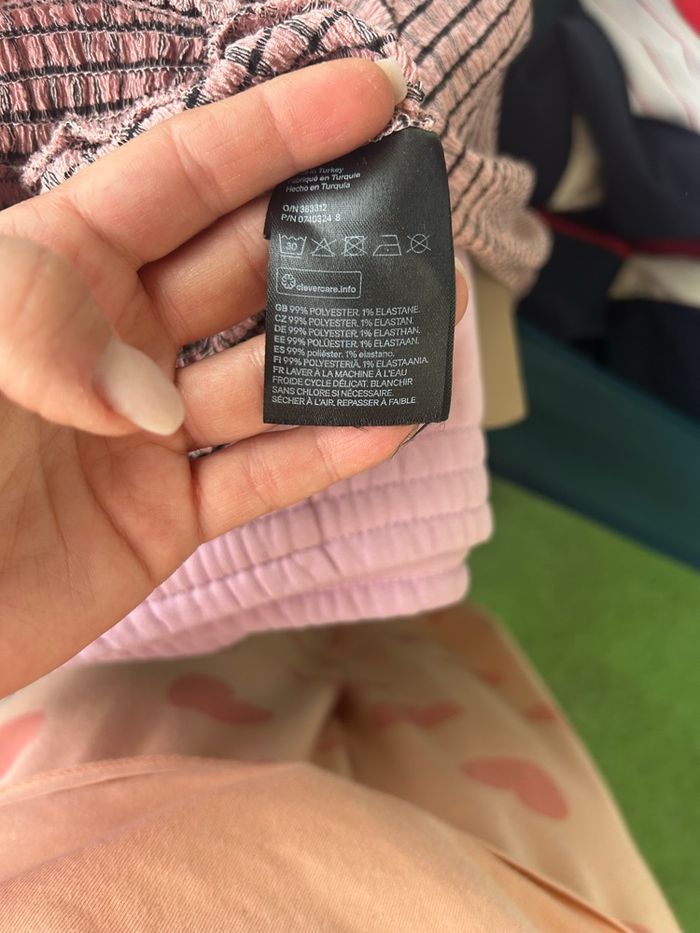 Turkey
en Turquie
Hecho en Turquía
O/N 363312
P/N 0740324 8
30
clevercare.info
GB 99% POLYESTER. 1% ELASTANE.
CZ 99% POLYESTER. 1% ELASTAN.
DE 99% POLYESTER. 1% ELASTHAN.
EE 99% POLÜESTER. 1% ELASTAAN.
ES 99% poliéster. 1% elastano.
FI 99% POLYESTERIÄ. 1% ELASTAANIA.
FR LAVER À LA MACHINE À L'EAU
FROIDE CYCLE DÉLICAT. BLANCHIR
SANS CHLORE SI NÉCESSAIRE.
SÉCHER À L'AIR. REPASSER À FAIBLE